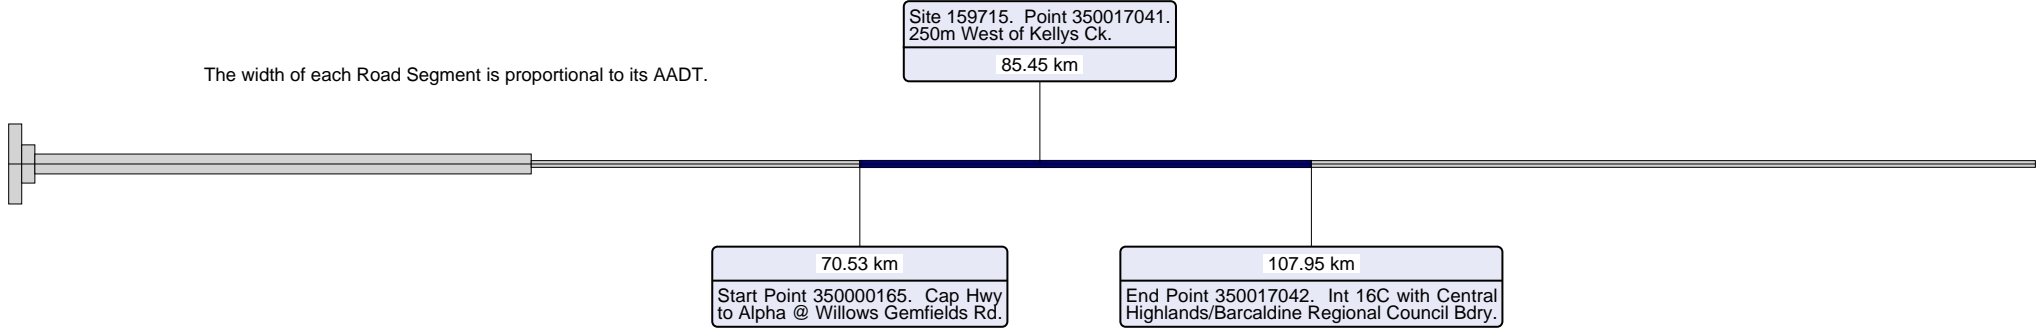 Site 159715. Point 350017041.
250m West of Kellys Ck.
85.45 km
The width of each Road Segment is proportional to its AADT.
70.53 km
Start Point 350000165. Cap Hwy
to Alpha @ Willows Gemfields Rd.
107.95 km
End Point 350017042. Int 16C with Central
Highlands/Barcaldine Regional Council Bdry.